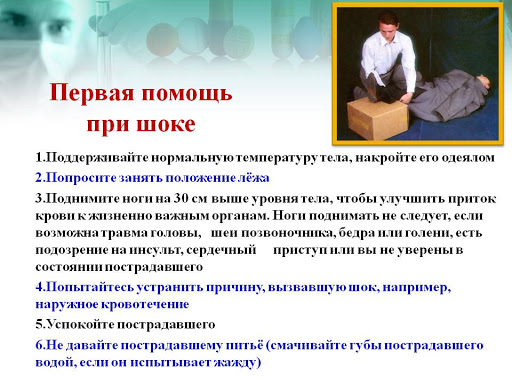 Первая помощь
при шоке
1.Поддерживайте нормальную температуру тела, накройте его одеялом
2.Попросите занять положение лёжа
3.Поднимите ноги на 30 см выше уровня тела, чтобы улучшить приток
крови к жизненно важным органам. Ноги поднимать не следует, если
возможна травма головы, шеи позвоночника, бедра или голени, есть
подозрение на инсульт, сердечный приступ или вы не уверены в
состоянии пострадавшего
4.Попытайтесь устранить причину, вызвавшую шок, например,
наружное кровотечение
5.Успокойте пострадавшего
6.Не давайте пострадавшему питьё (смачивайте губы пострадавшего
водой, если он испытывает жажду)